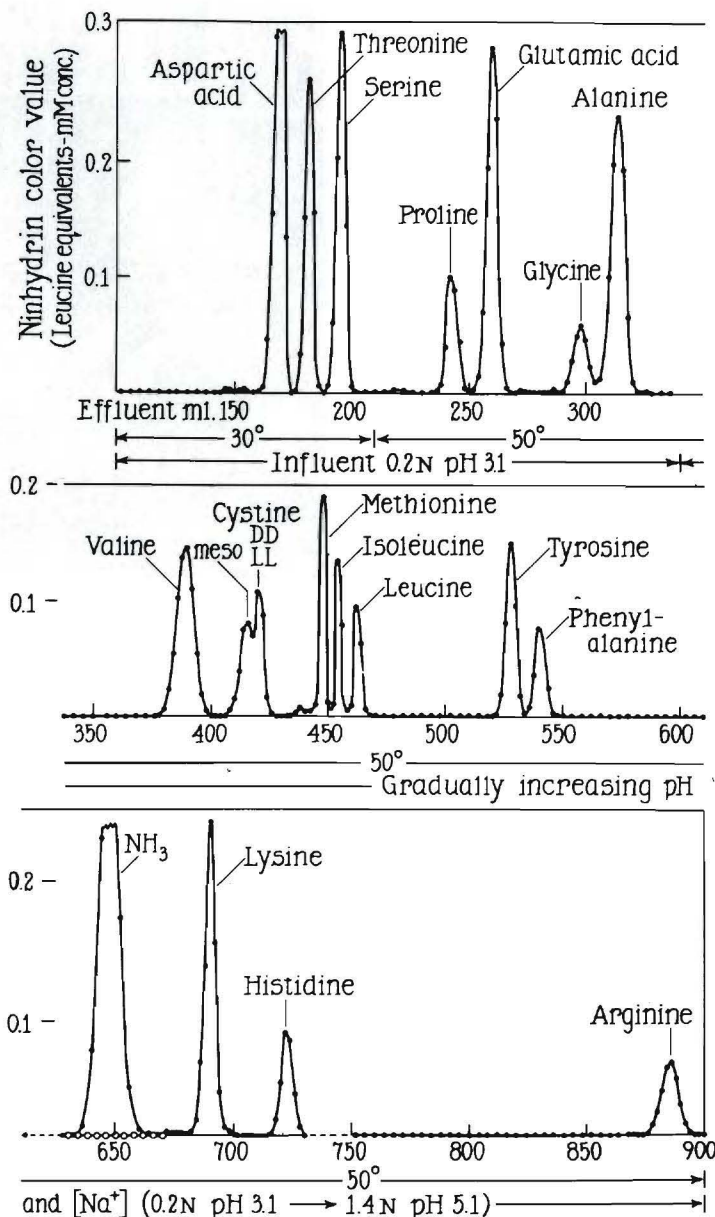 0.3
Threonine
Aspartic acid
Serine
Glutamic acid
Alanine
Ninhydrin color value
(Leucine equivalents-mM conc.)
0.2
Proline
Glycine
0.1
Effluent ml. 150 200 250 300
30° 50°
Influent 0.2N pH 3.1
0.2
Cystine
DD
LL
Methionine
Valine
meso
Isoleucine
Tyrosine
Leucine
0.1
Phenyl-
alanine
350 400 450 500 550 600
50°
Gradually increasing pH
NH3
Lysine
0.2
Histidine
Arginine
0.1
650 700 750 800 850 900
50°
and [Na⁺] (0.2N pH 3.1 → 1.4N pH 5.1)